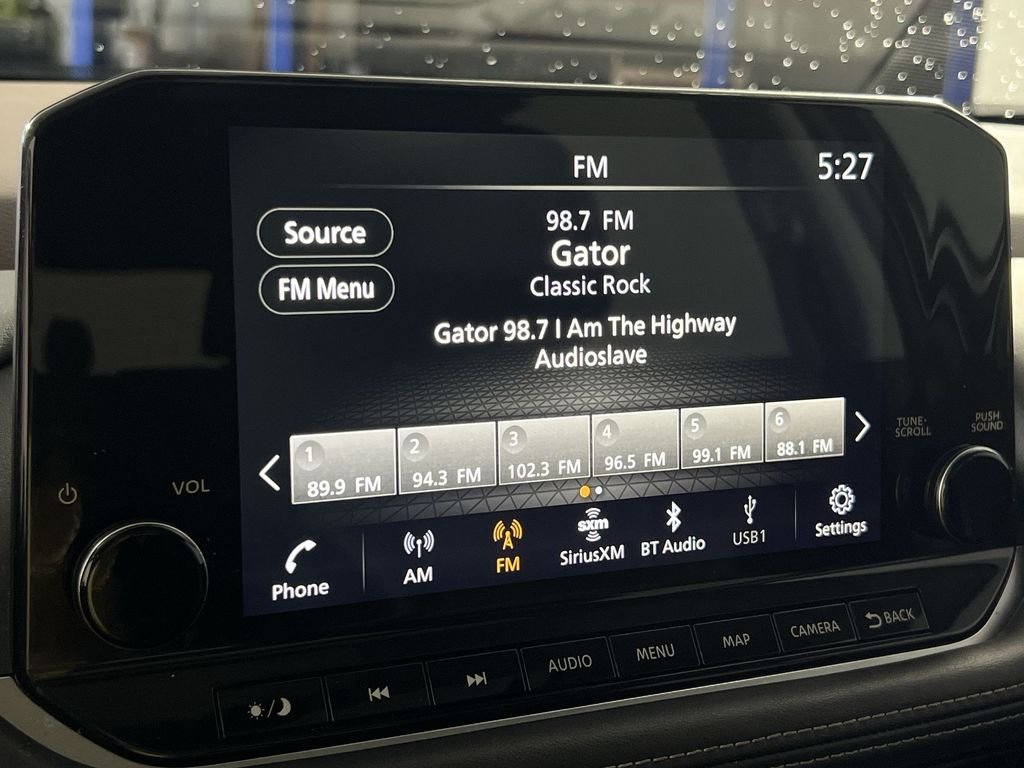 FM
5:27
Source
FM Menu
98.7 FM
Gator
Classic Rock
Gator 98.7 I Am The Highway
Audioslave
1
89.9 FM
2
94.3 FM
3
102.3 FM
4
96.5 FM
5
99.1 FM
6
88.1 FM
TUNE-
SCROLL
PUSH
SOUND
VOL
Phone
AM
FM
sxm
SiriusXM
BT Audio
USB1
Settings
AUDIO
MENU
MAP
CAMERA
BACK